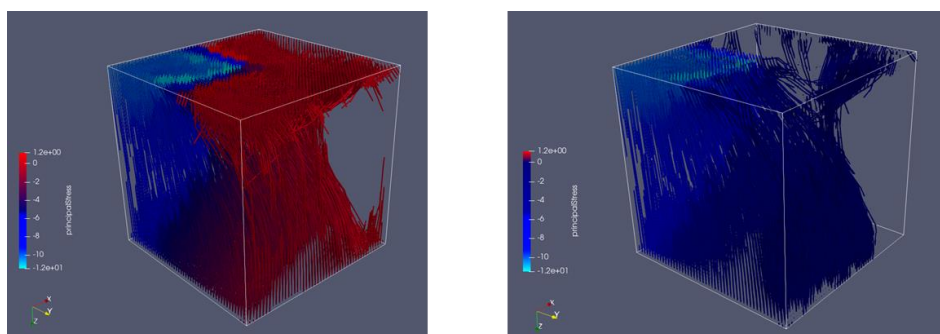 1.2e+00
0
-2
-4
-6
-8
-10
-1.2e+01
principalStress
X
Y
Z
1.2e+00
0
-2
-4
-6
-8
-10
-1.2e+01
principalStress
X
Y
Z